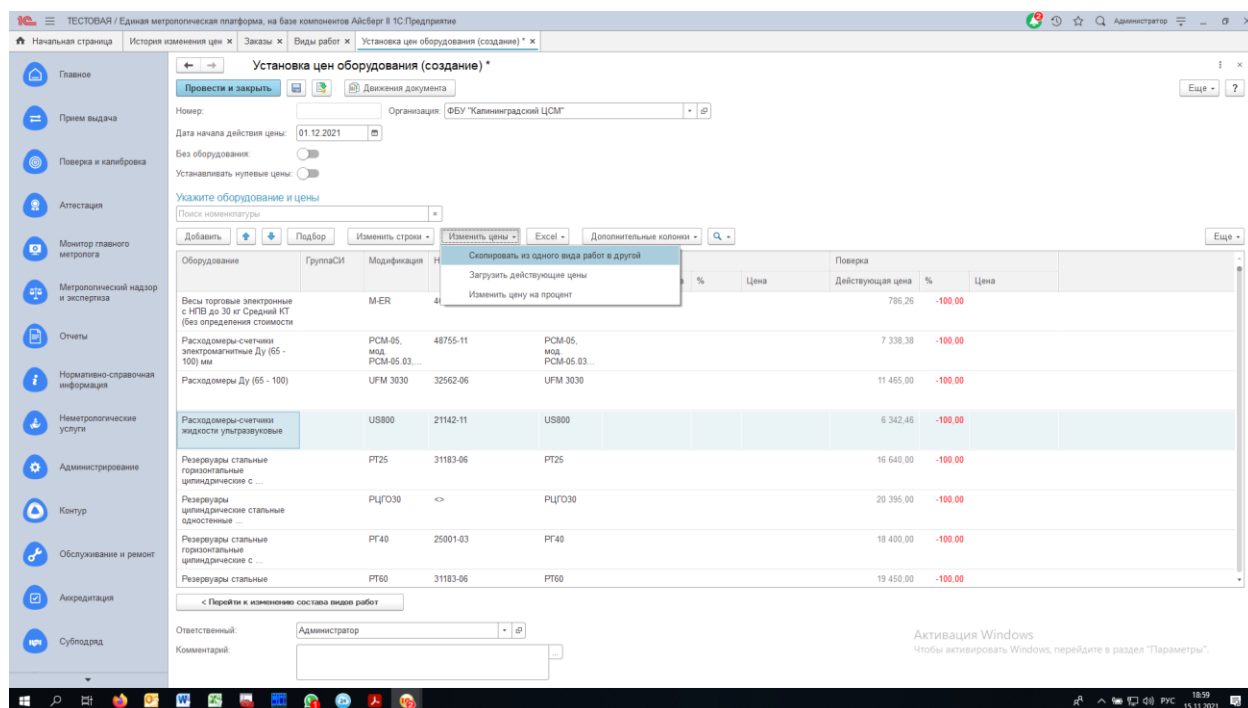 ТЕСТОВАЯ / Единая метрологическая платформа, на базе компонентов Айсберг II 1С:Предприятие
2
Администратор
Начальная страница История изменения цен × Заказы × Виды работ × Установка цен оборудования (создание) * ×
Главное
Прием выдача
Поверка и калибровка
Аттестация
Монитор главного
метролога
Метрологический надзор
и экспертиза
Отчеты
Нормативно-справочная
информация
Неметрологические
услуги
Администрирование
Контур
Обслуживание и ремонт
Аккредитация
Субподряд
Установка цен оборудования (создание) *
Провести и закрыть Движения документа Еще ?
Номер: Организация: ФБУ "Калининградский ЦСМ"
Дата начала действия цены: 01.12.2021
Без оборудования:
Устанавливать нулевые цены:
Укажите оборудование и цены
Поиск номенклатуры ×
Добавить Подбор Изменить строки Изменить цены Excel Дополнительные колонки Еще
Скопировать из одного вида работ в другой
Загрузить действующие цены
Изменить цену на процент
Оборудование ГруппаСИ Модификация % Цена Поверка
Действующая цена % Цена
Весы торговые электронные
с НПВ до 30 кг Средний КТ
(без определения стоимости M-ER 786,26 -100,00
Расходомеры-счетчики
электромагнитные Ду (65 -
100) мм РСМ-05,
мод.
РСМ-05.03,... 48755-11 РСМ-05,
мод.
РСМ-05.03... 7 338,38 -100,00
Расходомеры Ду (65 - 100) UFM 3030 32562-06 UFM 3030 11 465,00 -100,00
Расходомеры-счетчики
жидкости ультразвуковые US800 21142-11 US800 6 342,46 -100,00
Резервуары стальные
горизонтальные
цилиндрические с ... РТ25 31183-06 РТ25 16 640,00 -100,00
Резервуары
цилиндрические стальные
одностенные ... РЦГО30 <> РЦГО30 20 395,00 -100,00
Резервуары стальные
горизонтальные
цилиндрические с ... РГ40 25001-03 РГ40 18 400,00 -100,00
Резервуары стальные РТ60 31183-06 РТ60 19 450,00 -100,00
< Перейти к изменению состава видов работ
Ответственный: Администратор
Комментарий:
Активация Windows
Чтобы активировать Windows, перейдите в раздел "Параметры".
РУС 18:59
15.11.2021